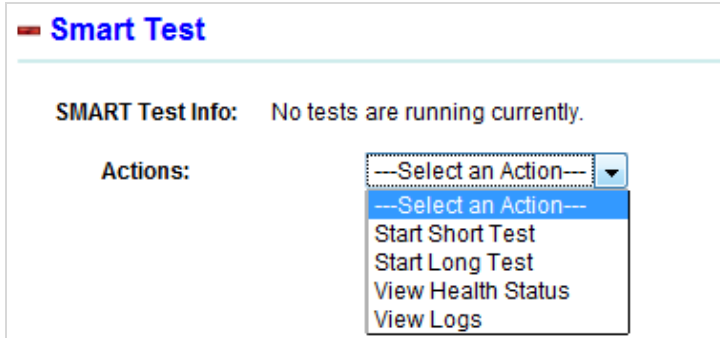 Smart Test
SMART Test Info: No tests are running currently.
Actions: ---Select an Action---
---Select an Action---
Start Short Test
Start Long Test
View Health Status
View Logs